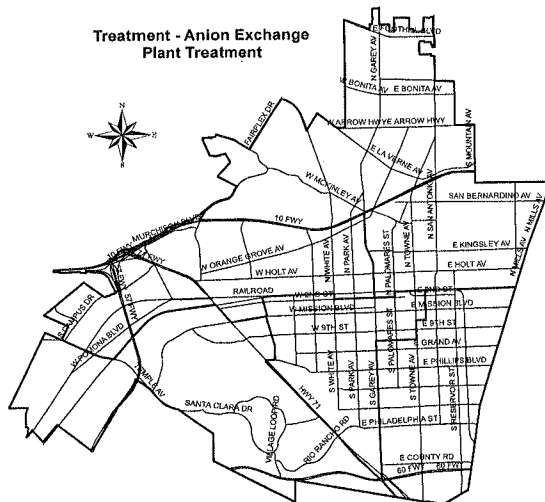 Treatment - Anion Exchange
Plant Treatment
N
W
E
S
E FOOTHILL BLVD
N GAREY AV
W BONITA AV
E BONITA AV
W ARROW HWY
E ARROW HWY
FAIRPLEX DR
S MOUNTAIN AV
E LA VERNE AV
W MCKINLEY AV
N SAN ANTONIO AV
SAN BERNARDINO AV
N MILLS AV
MURCHISON BLVD
10 FWY
10 FWY
N WHITE AV
N PARK AV
N PALOMARES ST
N TOWNE AV
W ORANGE GROVE AV
E KINGSLEY AV
N MILLS AV
W HOLT AV
E HOLT AV
RAILROAD
W 2ND ST
E 2ND ST
W MISSION BLVD
E MISSION BLVD
W 9TH ST
E 9TH ST
W POMONA BLVD
E GRAND AV
E PHILLIPS BLVD
S WHITE AV
S PARK AV
S GAREY AV
S PALOMARES ST
S TOWNE AV
S RESERVOIR ST
TEMPLE AV
HWY 71
SANTA CLARA DR
VILLAGE LOOP RD
RIO RANCHO RD
E PHILADELPHIA ST
E COUNTY RD
60 FWY
60 FWY